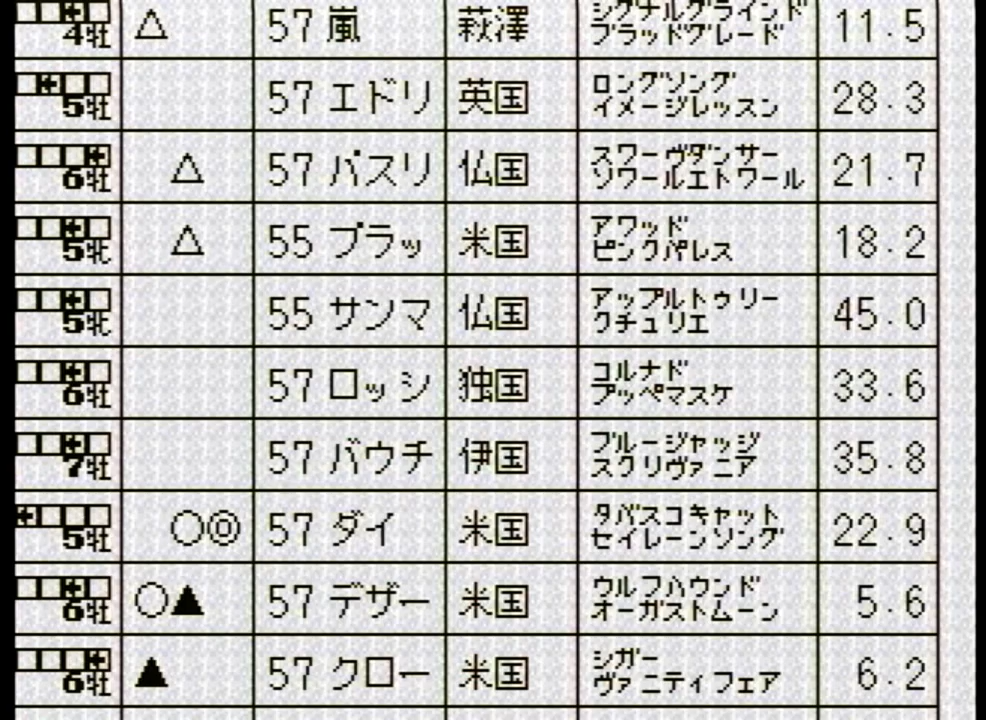 4牡 △ 57 嵐 萩澤 シグナルグラインド 11.5
ブラッドグレード
5牡 57 エドリ 英国 ロングソング 28.3
イメージレッスン
6牡 △ 57 パスリ 仏国 スワーヴダンサー 21.7
ソワールエトワール
5牝 △ 55 ブラッ 米国 アワッド 18.2
ピンクパレス
5牝 55 サンマ 仏国 アップルトゥリー 45.0
クチュリエ
6牡 57 ロッシ 独国 コルナド 33.6
アッペマスケ
7牡 57 バウチ 伊国 ブルージャッジ 35.8
スクリヴァニア
5牡 ○◎ 57 ダイ 米国 タバスコキャット 22.9
セイレーンソング
6牡 ○▲ 57 デザー 米国 ウルフハウンド 5.6
オーガストムーン
6牡 ▲ 57 クロー 米国 シガー 6.2
ヴァニティフェア